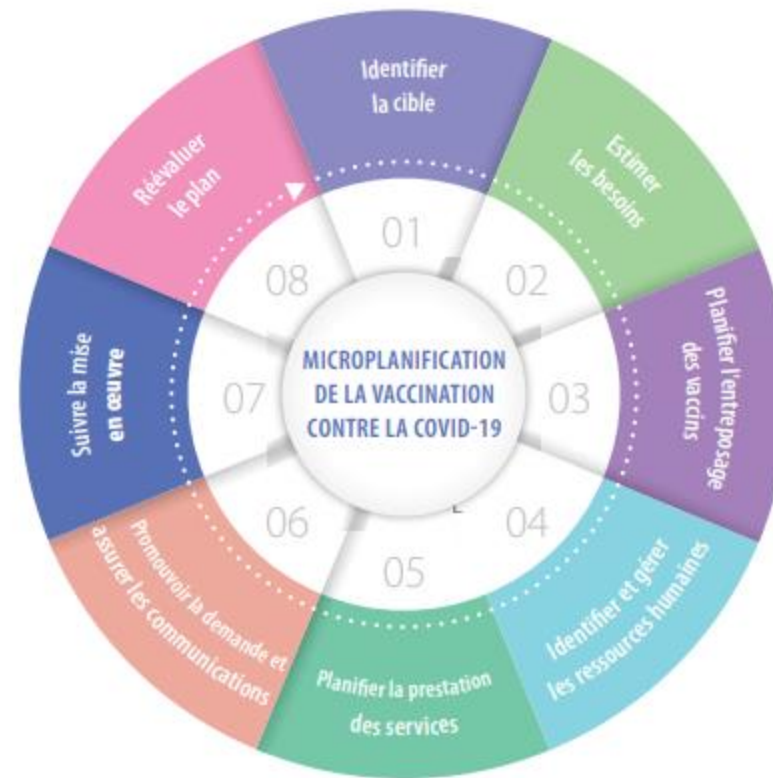 Identifier
la cible
01
Estimer
les besoins
02
Planifier l'entreposage
des vaccins
03
Identifier et gérer
les ressources humaines
04
Planifier la prestation
des services
05
Promouvoir la demande et
assurer les communications
06
Suivre la mise
en œuvre
07
Réévaluer
le plan
08
MICROPLANIFICATION
DE LA VACCINATION
CONTRE LA COVID-19